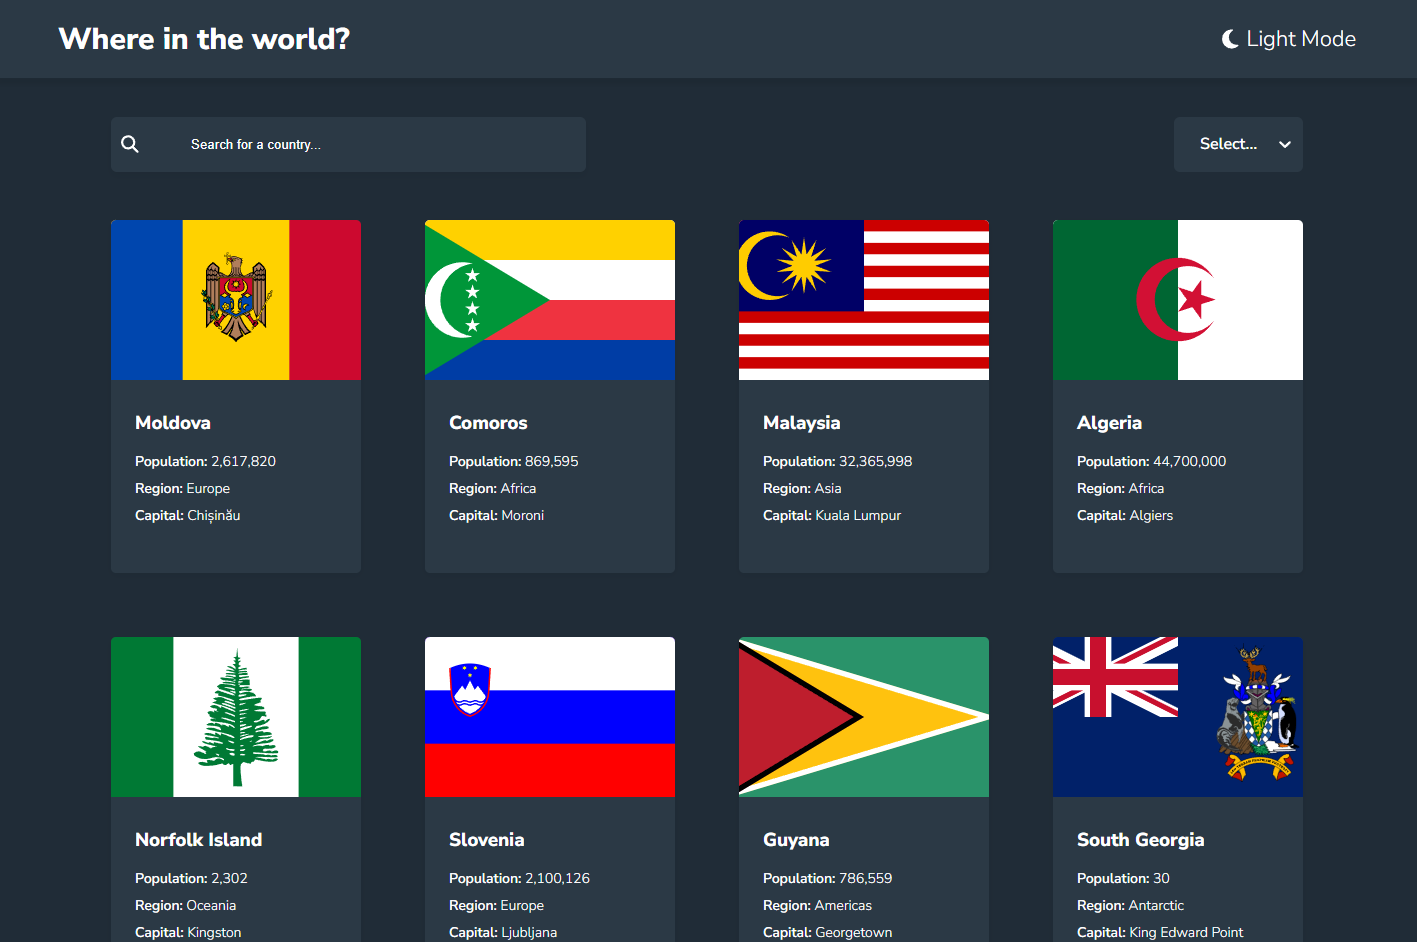 Where in the world?
Light Mode
Search for a country...
Select...
Moldova
Population: 2,617,820
Region: Europe
Capital: Chișinău
Comoros
Population: 869,595
Region: Africa
Capital: Moroni
Malaysia
Population: 32,365,998
Region: Asia
Capital: Kuala Lumpur
Algeria
Population: 44,700,000
Region: Africa
Capital: Algiers
Norfolk Island
Population: 2,302
Region: Oceania
Capital: Kingston
Slovenia
Population: 2,100,126
Region: Europe
Capital: Ljubljana
Guyana
Population: 786,559
Region: Americas
Capital: Georgetown
South Georgia
Population: 30
Region: Antarctic
Capital: King Edward Point